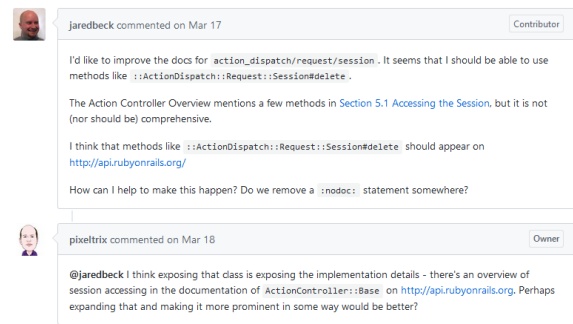 jaredbeck commented on Mar 17
Contributor
I'd like to improve the docs for action_dispatch/request/session . It seems that I should be able to use
methods like ::ActionDispatch::Request::Session#delete .
The Action Controller Overview mentions a few methods in Section 5.1 Accessing the Session, but it is not
(nor should be) comprehensive.
I think that methods like ::ActionDispatch::Request::Session#delete should appear on
http://api.rubyonrails.org/
How can I help to make this happen? Do we remove a :nodoc: statement somewhere?
pixeltrix commented on Mar 18
Owner
@jaredbeck I think exposing that class is exposing the implementation details - there's an overview of
session accessing in the documentation of ActionController::Base on http://api.rubyonrails.org. Perhaps
expanding that and making it more prominent in some way would be better?